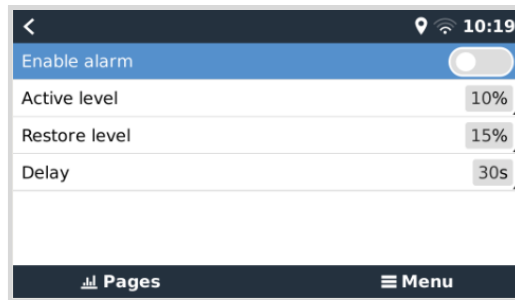 10:19
Enable alarm
Active level 10%
Restore level 15%
Delay 30s
Pages Menu